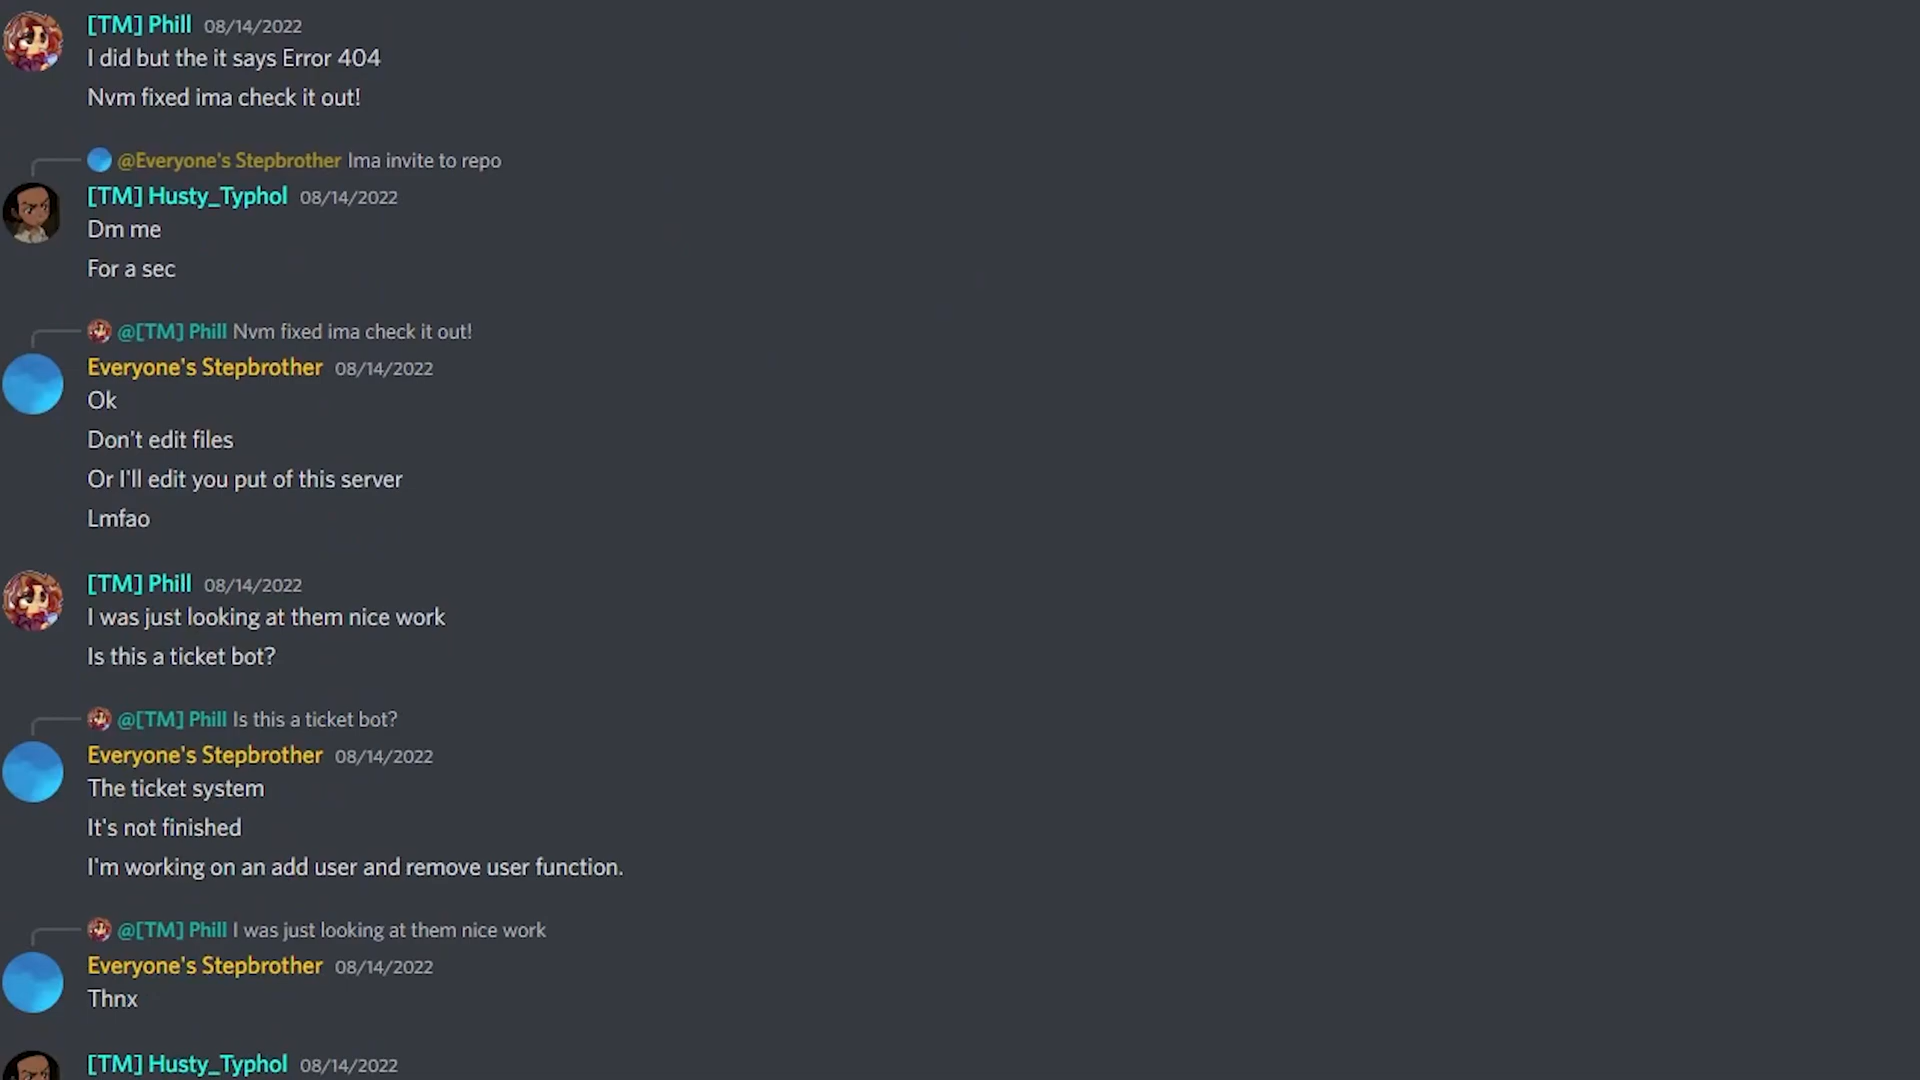 [TM] Phill 08/14/2022
I did but the it says Error 404
Nvm fixed ima check it out!
@Everyone's Stepbrother Ima invite to repo
[TM] Husty_Typhol 08/14/2022
Dm me
For a sec
@[TM] Phill Nvm fixed ima check it out!
Everyone's Stepbrother 08/14/2022
Ok
Don't edit files
Or I'll edit you put of this server
Lmfao
[TM] Phill 08/14/2022
I was just looking at them nice work
Is this a ticket bot?
@[TM] Phill Is this a ticket bot?
Everyone's Stepbrother 08/14/2022
The ticket system
It's not finished
I'm working on an add user and remove user function.
@[TM] Phill I was just looking at them nice work
Everyone's Stepbrother 08/14/2022
Thnx
[TM] Husty_Typhol 08/14/2022